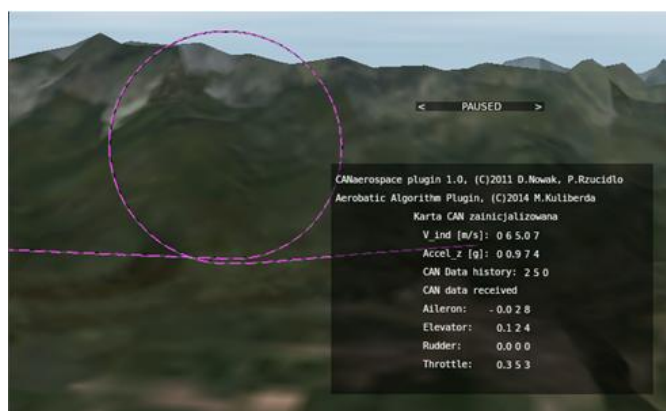 < PAUSED >
CANaerospace plugin 1.0, (C)2011 D.Nowak, P.Rzucidlo
Aerobatic Algorithm Plugin, (C)2014 M.Kuliberda
Karta CAN zainicjalizowana
V_ind [m/s]: 0 6 5.0 7
Accel_z [g]: 0 0.9 7 4
CAN Data history: 2 5 0
CAN data received
Aileron: - 0.0 2 8
Elevator: 0.1 2 4
Rudder: 0.0 0 0
Throttle: 0.3 5 3